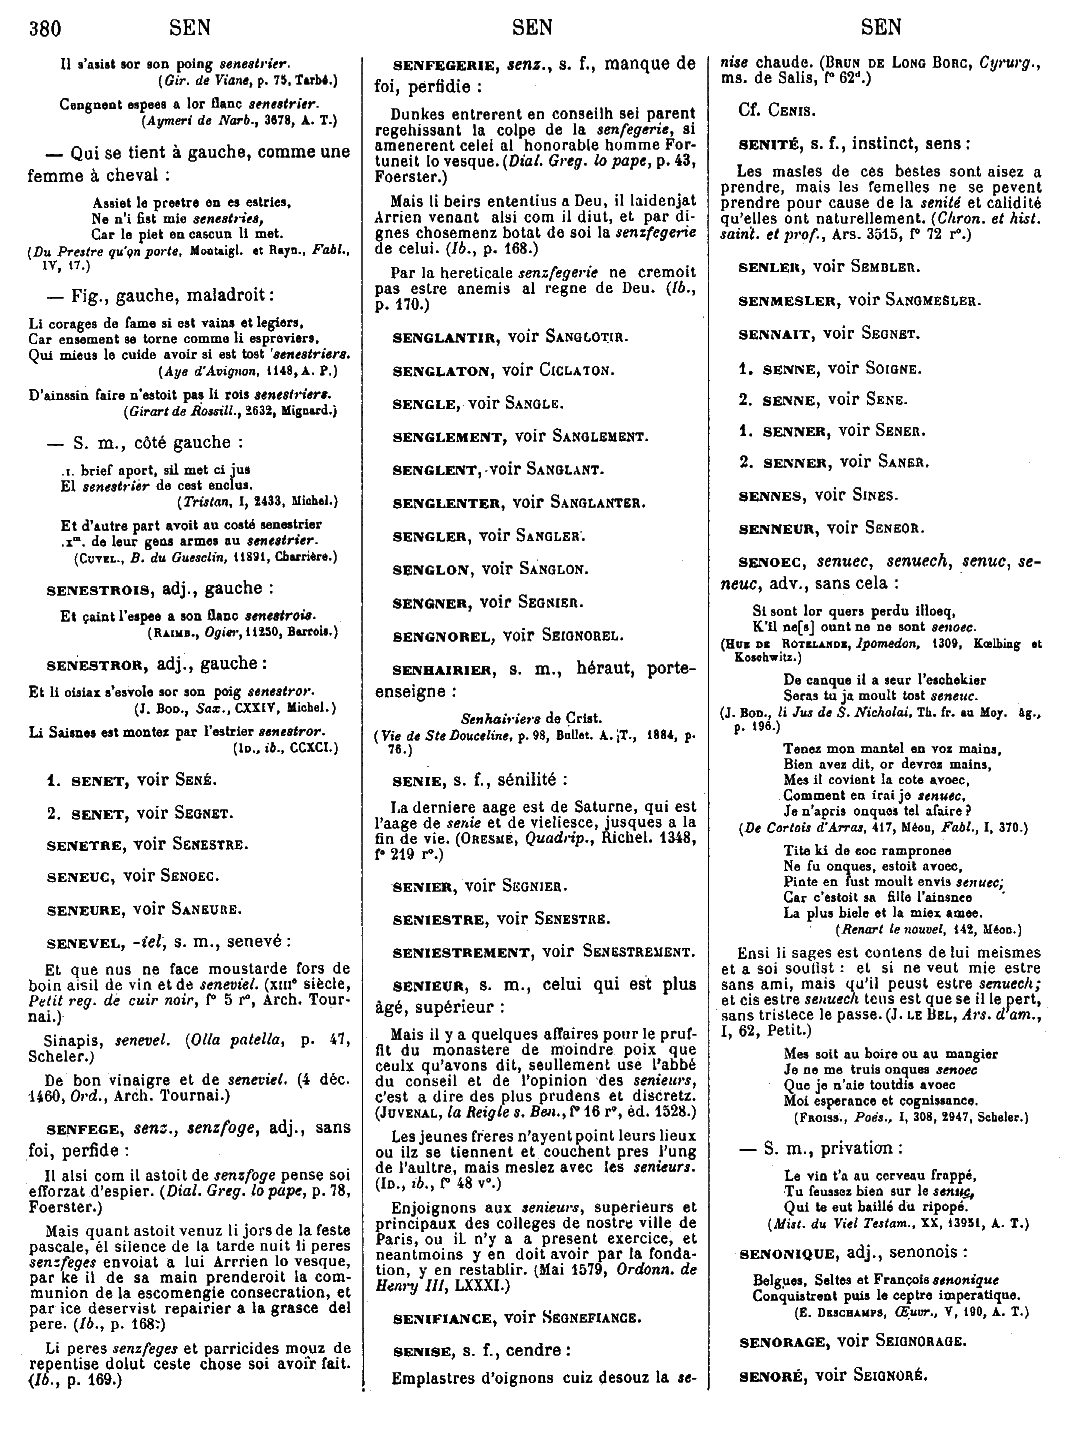 380 SEN SEN SEN
Il s'asist sor son poing senestrier.
(Gir. de Viane, p. 75, Tarbé.)
Cengnent espees a lor flanc senestrier.
(Aymeri de Narb., 3678, A. T.)
— Qui se tient à gauche, comme une
femme à cheval :
Assiet le prestre en es estries,
Ne n'i fist mie senestries,
Car le piet en cascun li met.
(Du Prestre qu'on porte, Montaigl. et Rayn., Fabl.,
IV, 17.)
— Fig., gauche, maladroit :
Li corages de fame si est vains et legiers,
Car ensement se torne comme li esproviers,
Qui mieus le cuide avoir si est tost senestriers.
(Aye d'Avignon, 1148, A. P.)
D'ainssin faire n'estoit pas li rois senestriers.
(Girart de Rossill., 2632, Mignard.)
— S. m., côté gauche :
.I. brief aport, sil met ci jus
El senestrier de cest enclus.
(Tristan, I, 2433, Michel.)
Et d'autre part avoit au costé senestrier
.xm. de leur gens armes au senestrier.
(CUVEL., B. du Guesclin, 11891, Charrière.)
SENESTROIS, adj., gauche :
Et çaint l'espee a son flanc senestrois.
(RAIMB., Ogier, 11250, Barrois.)
SENESTROR, adj., gauche :
Et li oisiax s'esvole sor son poig senestror.
(J. BOD., Sax., CXXIV, Michel.)
Li Saisnes est montez par l'estrier senestror.
(ID., ib., CCXCI.)
1. SENET, voir SENÉ.
2. SENET, voir SEGNET.
SENETRE, voir SENESTRE.
SENEUC, voir SENOEC.
SENEURE, voir SANEURE.
SENEVEL, -iel, s. m., senevé :
Et que nus ne face moustarde fors de
boin aisil de vin et de seneviel. (XIIIe siècle,
Petit reg. de cuir noir, f° 5 r°, Arch. Tour-
nai.)
Sinapis, senevel. (Olla patella, p. 47,
Scheler.)
De bon vinaigre et de seneviel. (4 déc.
1460, Ord., Arch. Tournai.)
SENFEGE, senz., senzfoge, adj., sans
foi, perfide :
Il alsi com il astoit de senzfoge pense soi
efforzat d'espier. (Dial. Greg. lo pape, p. 78,
Foerster.)
Mais quant astoit venuz li jors de la feste
pascale, él silence de la tarde nuit li peres
senzfeges envoiat a lui Arrrien lo vesque,
par ke il de sa main prenderoit la com-
munion de la escomengie consecration, et
par ice deservist repairier a la grasce del
pere. (Ib., p. 168.)
Li peres senzfeges et parricides mouz de
repentise dolut ceste chose soi avoir fait.
(Ib., p. 169.)
SENFEGERIE, senz., s. f., manque de
foi, perfidie :
Dunkes entrerent en conseilh sei parent
regehissant la colpe de la senfegerie, si
amenerent celei al honorable homme For-
tuneit lo vesque. (Dial. Greg. lo pape, p. 43,
Foerster.)
Mais li beirs ententius a Deu, il laidenjat
Arrien venant alsi com il diut, et par di-
gnes chosemenz botat de soi la senzfegerie
de celui. (Ib., p. 168.)
Par la hereticale senzfegerie ne cremoit
pas estre anemis al regne de Deu. (Ib.,
p. 170.)
SENGLANTIR, voir SANGLOTIR.
SENGLATON, voir CICLATON.
SENGLE, voir SANGLE.
SENGLEMENT, voir SANGLEMENT.
SENGLENT, voir SANGLANT.
SENGLENTER, voir SANGLANTER.
SENGLER, voir SANGLER.
SENGLON, voir SANGLON.
SENGNER, voir SEGNIER.
SENGNOREL, voir SEIGNOREL.
SENHAIRIER, s. m., héraut, porte-
enseigne :
Senhairiers de Crist.
(Vie de Ste Douceline, p. 98, Bullet. A. T., 1884, p.
76.)
SENIE, s. f., sénilité :
La derniere aage est de Saturne, qui est
l'aage de senie et de vieliesce, jusques a la
fin de vie. (ORESME, Quadrip., Richel. 1348,
f° 219 r°.)
SENIER, voir SEGNIER.
SENIESTRE, voir SENESTRE.
SENIESTREMENT, voir SENESTREMENT.
SENIEUR, s. m., celui qui est plus
âgé, supérieur :
Mais il y a quelques affaires pour le pruf-
fit du monastere de moindre poix que
ceulx qu'avons dit, seullement use l'abbé
du conseil et de l'opinion des senieurs,
c'est a dire des plus prudens et discretz.
(JUVENAL, la Reigle s. Ben., f° 16 r°, éd. 1528.)
Les jeunes freres n'ayent point leurs lieux
ou ilz se tiennent et couchent pres l'ung
de l'aultre, mais meslez avec les senieurs.
(ID., ib., f° 48 v°.)
Enjoignons aux senieurs, superieurs et
principaux des colleges de nostre ville de
Paris, ou il n'y a a present exercice, et
neantmoins y en doit avoir par la fonda-
tion, y en restablir. (Mai 1579, Ordonn. de
Henry III, LXXXI.)
SENIFIANCE, voir SEGNEFIANCE.
SENISE, s. f., cendre :
Emplastres d'oignons cuiz desouz la se-
nise chaude. (BRUN DE LONG BORC, Cyrurg.,
ms. de Salis, f° 62d.)
Cf. CENIS.
SENITÉ, s. f., instinct, sens :
Les masles de ces bestes sont aisez a
prendre, mais les femelles ne se pevent
prendre pour cause de la senité et calidité
qu'elles ont naturellement. (Chron. et hist.
saint. et prof., Ars. 3515, f° 72 r°.)
SENLER, voir SEMBLER.
SENMESLER, voir SANGMESLER.
SENNAIT, voir SEGNET.
1. SENNE, voir SOIGNE.
2. SENNE, voir SENE.
1. SENNER, voir SENER.
2. SENNER, voir SANER.
SENNES, voir SINES.
SENNEUR, voir SENEOR.
SENOEC, senuec, senuech, senuc, se-
neuc, adv., sans cela :
Si sont lor quers perdu illoeq,
K'il ne[s] ount ne ne sont senoec.
(HUE DE ROTELANDE, Ipomedon, 1309, Kœlbing et
Koschwitz.)
De canque il a seur l'eschekier
Seras tu ja moult tost seneuc.
(J. BOD., li Jus de S. Nicholai, Th. fr. au Moy. âg.,
p. 196.)
Tenez mon mantel en voz mains,
Bien avez dit, or devroz mains,
Mes il covient la cote avoec,
Comment en irai je senuec,
Je n'apris onques tel afaire ?
(De Cortois d'Arras, 417, Méon, Fabl., I, 370.)
Tite ki de eoc ramproneé
Ne fu onques, estoit avoec,
Pinte en fust moult envis senuec;
Car c'estoit sa fille l'ainsnee
La plus biele et la miex amee.
(Renart le nouvel, 142, Méon.)
Ensi li sages est contens de lui meismes
et a soi soufist : et si ne veut mie estre
sans ami, mais qu'il peust estre senuech;
et cis estre senuech teus est que se il le pert,
sans tristece le passe. (J. LE BEL, Ars. d'am.,
I, 62, Petit.)
Mes soit au boire ou au mangier
Je ne me truis onques senoec
Que je n'aie toutdis avoec
Moi esperance et cognissance.
(FROISS., Poés., I, 308, 2947, Scheler.)
— S. m., privation :
Le vin t'a au cerveau frappé,
Tu feussez bien sur le senuc,
Qui te eut baillé du ripopé.
(Mist. du Viel Testam., XX, 13951, A. T.)
SENONIQUE, adj., senonois :
Belgues, Seltes et François senonique
Conquistrent puis le ceptre imperatique.
(E. DESCHAMPS, Œuvr., V, 190, A. T.)
SENORAGE, voir SEIGNORAGE.
SENORÉ, voir SEIGNORÉ.